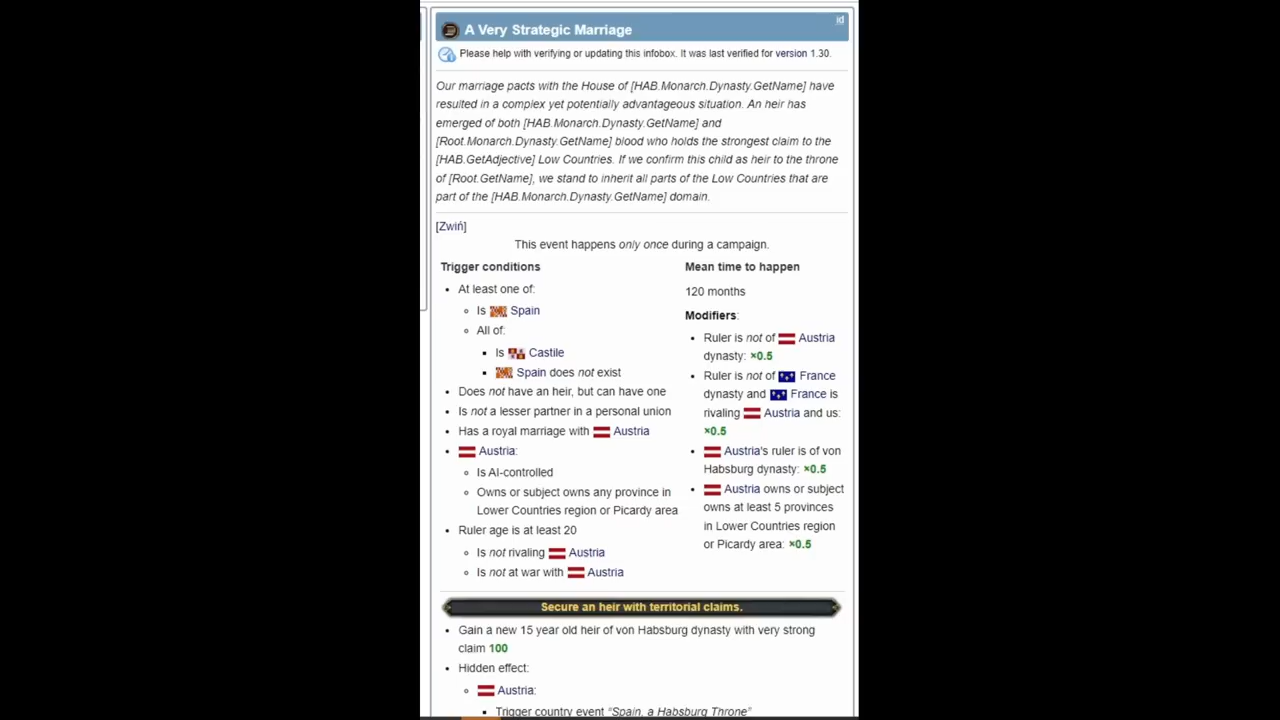 A Very Strategic Marriage
id
Please help with verifying or updating this infobox. It was last verified for version 1.30.
Our marriage pacts with the House of [HAB.Monarch.Dynasty.GetName] have
resulted in a complex yet potentially advantageous situation. An heir has
emerged of both [HAB.Monarch.Dynasty.GetName] and
[Root.Monarch.Dynasty.GetName] blood who holds the strongest claim to the
[HAB.GetAdjective] Low Countries. If we confirm this child as heir to the throne
of [Root.GetName], we stand to inherit all parts of the Low Countries that are
part of the [HAB.Monarch.Dynasty.GetName] domain.
[Zwiń]
This event happens only once during a campaign.
Trigger conditions
At least one of:
Is Spain
All of:
Is Castile
Spain does not exist
Does not have an heir, but can have one
Is not a lesser partner in a personal union
Has a royal marriage with Austria
Austria:
Is AI-controlled
Owns or subject owns any province in
Lower Countries region or Picardy area
Ruler age is at least 20
Is not rivaling Austria
Is not at war with Austria
Mean time to happen
120 months
Modifiers:
Ruler is not of Austria
dynasty: ×0.5
Ruler is not of France
dynasty and France is
rivaling Austria and us:
×0.5
Austria's ruler is of von
Habsburg dynasty: ×0.5
Austria owns or subject
owns at least 5 provinces
in Lower Countries region
or Picardy area: ×0.5
Secure an heir with territorial claims.
Gain a new 15 year old heir of von Habsburg dynasty with very strong
claim 100
Hidden effect:
Austria:
Trigger country event “Spain, a Habsburg Throne”